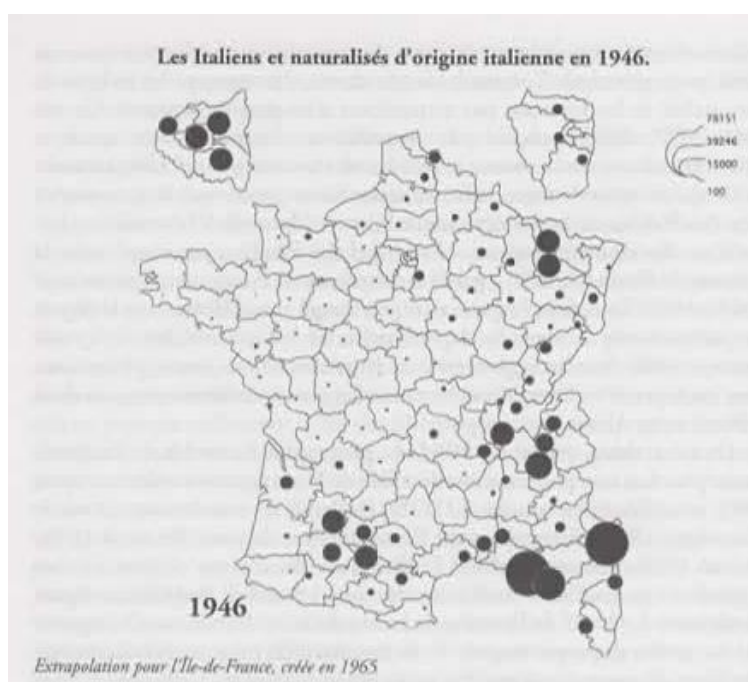 Les Italiens et naturalisés d'origine italienne en 1946.
78151
39246
15000
100
1946
Extrapolation pour l'Île-de-France, créée en 1965